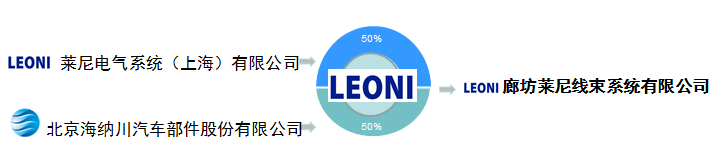 50%
LEONI 莱尼电气系统（上海）有限公司
LEONI
LEONI 廊坊莱尼线束系统有限公司
北京海纳川汽车部件股份有限公司
50%